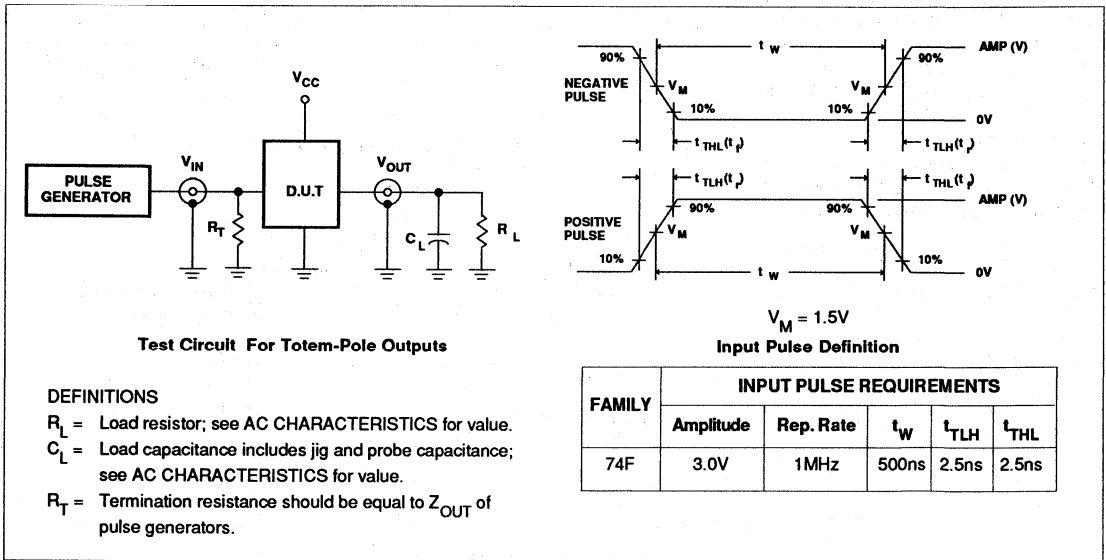 V_CC
PULSE
GENERATOR
V_IN
D.U.T
V_OUT
R_T
C_L
R_L
Test Circuit For Totem-Pole Outputs
DEFINITIONS
R_L = Load resistor; see AC CHARACTERISTICS for value.
C_L = Load capacitance includes jig and probe capacitance;
see AC CHARACTERISTICS for value.
R_T = Termination resistance should be equal to Z_OUT of
pulse generators.
t_W
AMP (V)
90%
90%
NEGATIVE
PULSE
V_M
V_M
10%
10%
0V
t_THL(t_f)
t_TLH(t_r)
t_TLH(t_r)
t_THL(t_f)
AMP (V)
90%
90%
POSITIVE
PULSE
V_M
V_M
10%
10%
0V
t_W
V_M = 1.5V
Input Pulse Definition
FAMILY
INPUT PULSE REQUIREMENTS
Amplitude Rep. Rate t_W t_TLH t_THL
74F 3.0V 1MHz 500ns 2.5ns 2.5ns